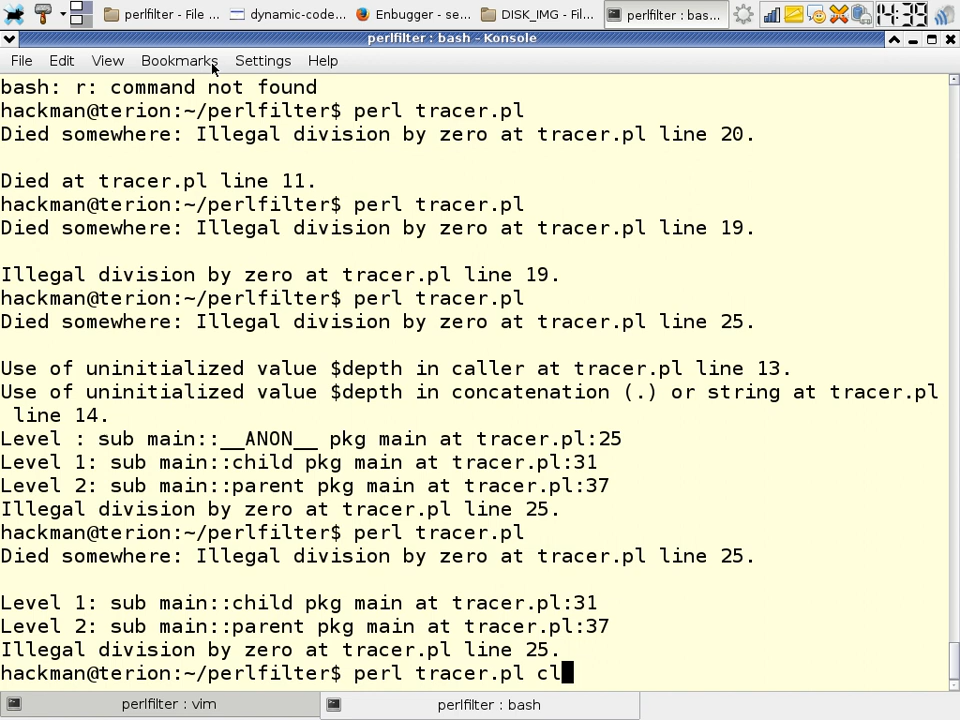 perlfilter - File ...
dynamic-code...
Enbugger - se...
DISK_IMG - Fil...
perlfilter : bas...
14:39
perlfilter : bash - Konsole
File Edit View Bookmarks Settings Help
bash: r: command not found
hackman@terion:~/perlfilter$ perl tracer.pl
Died somewhere: Illegal division by zero at tracer.pl line 20.
Died at tracer.pl line 11.
hackman@terion:~/perlfilter$ perl tracer.pl
Died somewhere: Illegal division by zero at tracer.pl line 19.
Illegal division by zero at tracer.pl line 19.
hackman@terion:~/perlfilter$ perl tracer.pl
Died somewhere: Illegal division by zero at tracer.pl line 25.
Use of uninitialized value $depth in caller at tracer.pl line 13.
Use of uninitialized value $depth in concatenation (.) or string at tracer.pl
line 14.
Level : sub main::__ANON__ pkg main at tracer.pl:25
Level 1: sub main::child pkg main at tracer.pl:31
Level 2: sub main::parent pkg main at tracer.pl:37
Illegal division by zero at tracer.pl line 25.
hackman@terion:~/perlfilter$ perl tracer.pl
Died somewhere: Illegal division by zero at tracer.pl line 25.
Level 1: sub main::child pkg main at tracer.pl:31
Level 2: sub main::parent pkg main at tracer.pl:37
Illegal division by zero at tracer.pl line 25.
hackman@terion:~/perlfilter$ perl tracer.pl cl
perlfilter : vim
perlfilter : bash